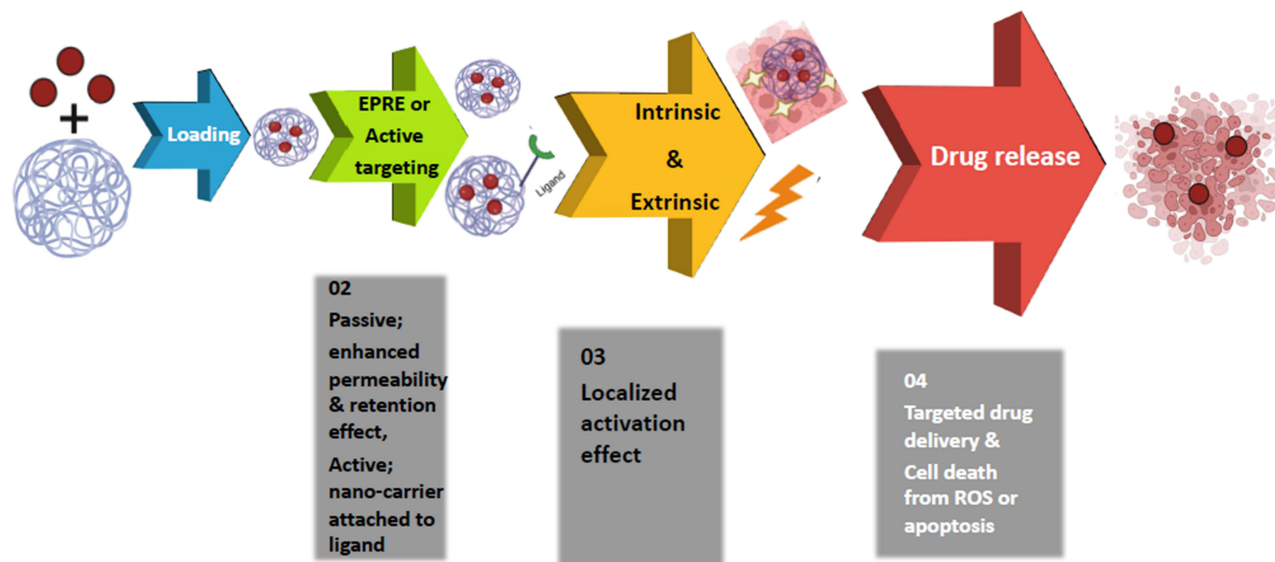 +
Loading
EPRE or
Active
targeting
Ligand
Intrinsic
&
Extrinsic
Drug release
02
Passive;
enhanced
permeability
& retention
effect,
Active;
nano-carrier
attached to
ligand
03
Localized
activation
effect
04
Targeted drug
delivery &
Cell death
from ROS or
apoptosis